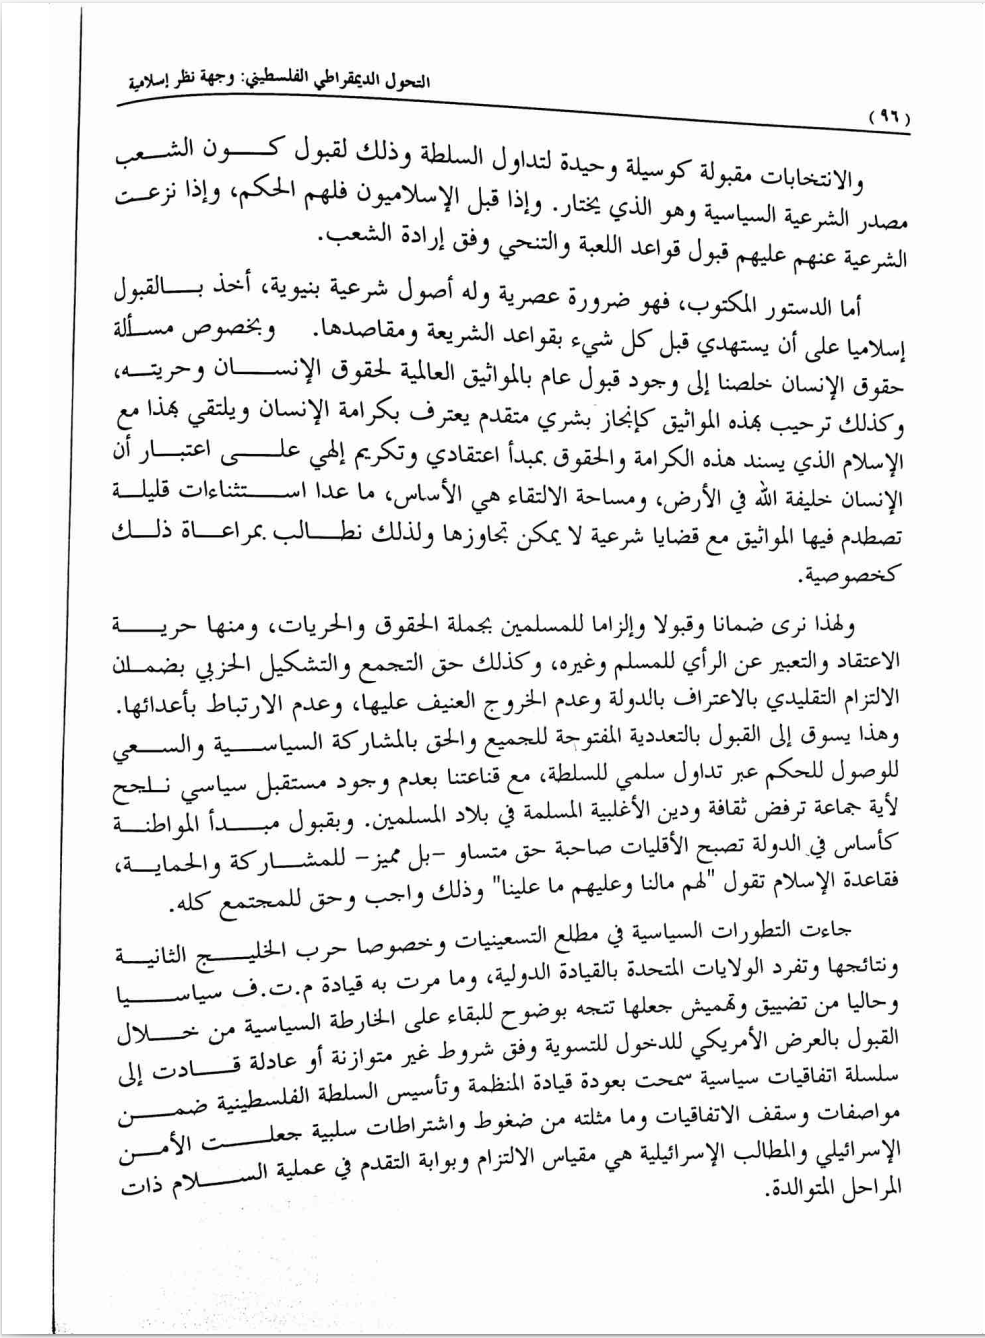 التحول الديمقراطي الفلسطيني: وجهة نظر إسلامية
(٩٦)
والانتخابات مقبولة كوسيلة وحيدة لتداول السلطة وذلك لقبول كون الشعب
مصدر الشرعية السياسية وهو الذي يختار. وإذا قبل الإسلاميون فلهم الحكم، وإذا نزعت
الشرعية عنهم عليهم قبول قواعد اللعبة والتنحي وفق إرادة الشعب.
أما الدستور المكتوب، فهو ضرورة عصرية وله أصول شرعية بنيوية، أخذ بالقبول
إسلاميا على أن يستهدي قبل كل شيء بقواعد الشريعة ومقاصدها. وبخصوص مسألة
حقوق الإنسان خلصنا إلى وجود قبول عام بالمواثيق العالمية لحقوق الإنسان وحريته،
وكذلك ترحيب بهذه المواثيق كإنجاز بشري متقدم يعترف بكرامة الإنسان ويلتقي بهذا مع
الإسلام الذي يسند هذه الكرامة والحقوق بمبدأ اعتقادي وتكريم إلهي على اعتبار أن
الإنسان خليفة الله في الأرض، ومساحة الالتقاء هي الأساس، ما عدا استثناءات قليلة
تصطدم فيها المواثيق مع قضايا شرعية لا يمكن تجاوزها ولذلك نطالب بمراعاة ذلك
كخصوصية.
ولهذا نرى ضمانا وقبولا وإلزاما للمسلمين بجملة الحقوق والحريات، ومنها حرية
الاعتقاد والتعبير عن الرأي للمسلم وغيره، وكذلك حق التجمع والتشكيل الحزبي بضمان
الالتزام التقليدي بالاعتراف بالدولة وعدم الخروج العنيف عليها، وعدم الارتباط بأعدائها.
وهذا يسوق إلى القبول بالتعددية المفتوحة للجميع والحق بالمشاركة السياسية والسعي
للوصول للحكم عبر تداول سلمي للسلطة، مع قناعتنا بعدم وجود مستقبل سياسي ناجح
لأية جماعة ترفض ثقافة ودين الأغلبية المسلمة في بلاد المسلمين. وبقبول مبدأ المواطنة
كأساس في الدولة تصبح الأقليات صاحبة حق متساو –بل مميز– للمشاركة والحماية،
فقاعدة الإسلام تقول "لهم مالنا وعليهم ما علينا" وذلك واجب وحق للمجتمع كله.
جاءت التطورات السياسية في مطلع التسعينيات وخصوصا حرب الخليج الثانية
ونتائجها وتفرد الولايات المتحدة بالقيادة الدولية، وما مرت به قيادة م.ت.ف سياسيا
وحاليا من تضييق وتهميش جعلها تتجه بوضوح للبقاء على الخارطة السياسية من خلال
القبول بالعرض الأمريكي للدخول للتسوية وفق شروط غير متوازنة أو عادلة قادت إلى
سلسلة اتفاقيات سياسية سمحت بعودة قيادة المنظمة وتأسيس السلطة الفلسطينية ضمن
مواصفات وسقف الاتفاقيات وما مثلته من ضغوط واشتراطات سلبية جعلت الأمن
الإسرائيلي والمطالب الإسرائيلية هي مقياس الالتزام وبوابة التقدم في عملية السلام ذات
المراحل المتوالدة.